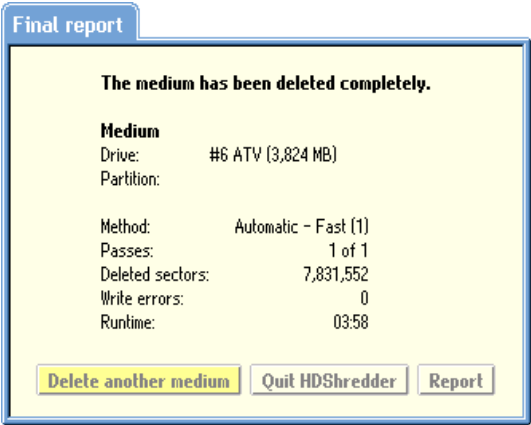 Final report
The medium has been deleted completely.
Medium
Drive: #6 ATV (3,824 MB)
Partition:
Method: Automatic - Fast (1)
Passes: 1 of 1
Deleted sectors: 7,831,552
Write errors: 0
Runtime: 03:58
Delete another medium Quit HDShredder Report